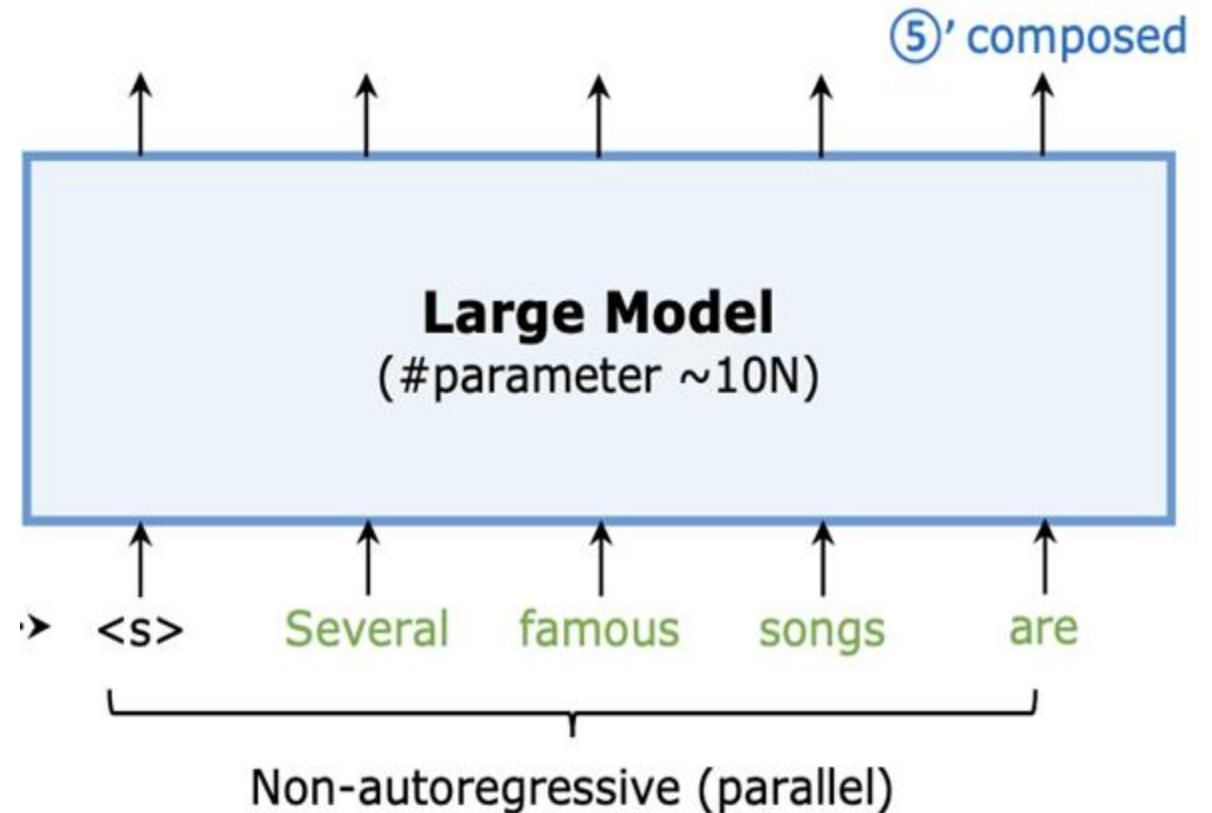 ⑤’ composed
Large Model
(#parameter ~10N)
<s> Several famous songs are
Non-autoregressive (parallel)